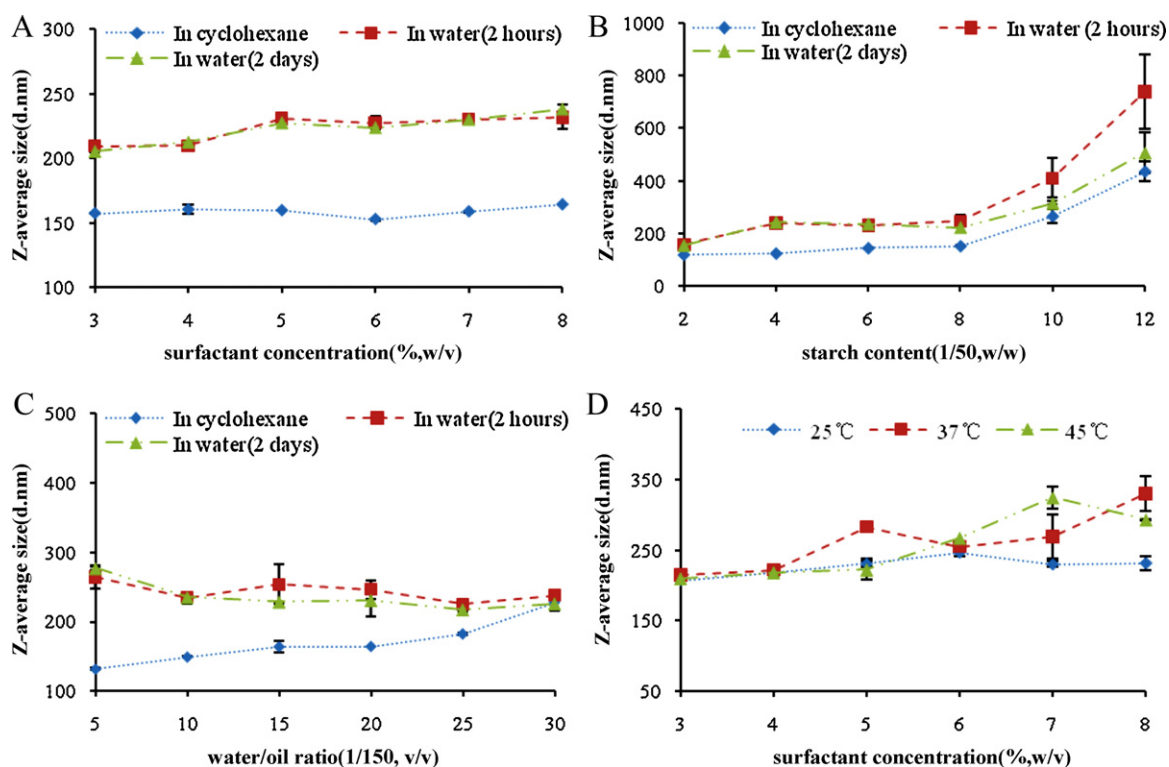 A
In cyclohexane
In water(2 hours)
In water(2 days)
Z-average size(d.nm)
300
250
200
150
100
3 4 5 6 7 8
surfactant concentration(%,w/v)
B
In cyclohexane
In water(2 hours)
In water(2 days)
Z-average size(d.nm)
1000
800
600
400
200
0
2 4 6 8 10 12
starch content(1/50,w/w)
C
In cyclohexane
In water(2 hours)
In water(2 days)
Z-average size(d.nm)
500
400
300
200
100
5 10 15 20 25 30
water/oil ratio(1/150, v/v)
D
25℃ 37℃ 45℃
Z-average size(d.nm)
450
350
250
150
50
3 4 5 6 7 8
surfactant concentration(%,w/v)